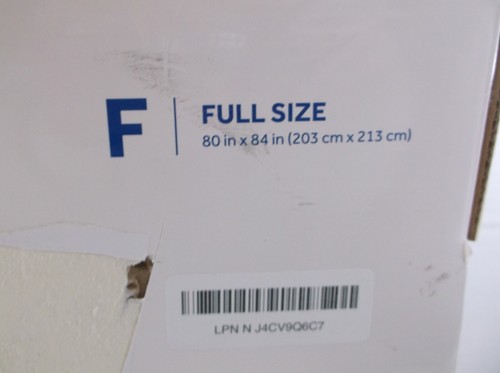 F
FULL SIZE
80 in x 84 in (203 cm x 213 cm)
LPN N J4CV9Q6C7